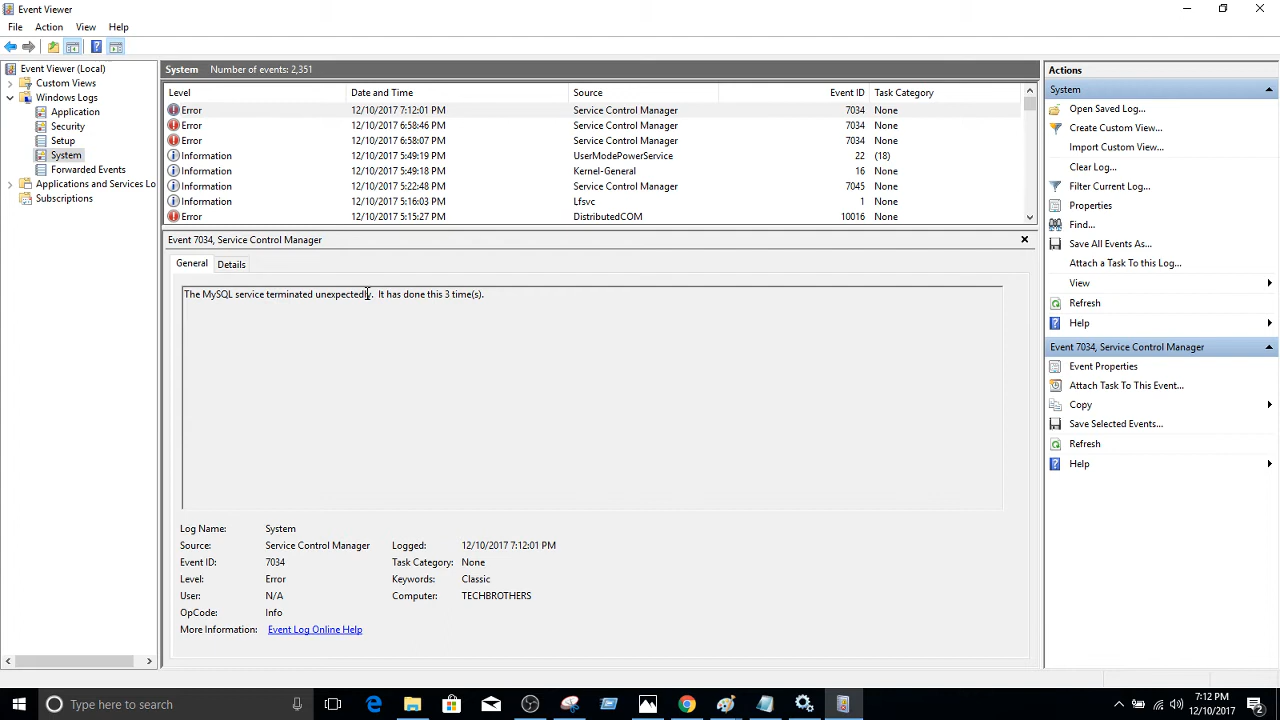 Event Viewer
File Action View Help
Event Viewer (Local)
Custom Views
Windows Logs
Application
Security
Setup
System
Forwarded Events
Applications and Services Lo
Subscriptions
System Number of events: 2,351
Level Date and Time Source Event ID Task Category
Error 12/10/2017 7:12:01 PM Service Control Manager 7034 None
Error 12/10/2017 6:58:46 PM Service Control Manager 7034 None
Error 12/10/2017 6:58:07 PM Service Control Manager 7034 None
Information 12/10/2017 5:49:19 PM UserModePowerService 22 (18)
Information 12/10/2017 5:49:18 PM Kernel-General 16 None
Information 12/10/2017 5:22:48 PM Service Control Manager 7045 None
Information 12/10/2017 5:16:03 PM Lfsvc 1 None
Error 12/10/2017 5:15:27 PM DistributedCOM 10016 None
Event 7034, Service Control Manager
General Details
The MySQL service terminated unexpectedly. It has done this 3 time(s).
Log Name: System
Source: Service Control Manager Logged: 12/10/2017 7:12:01 PM
Event ID: 7034 Task Category: None
Level: Error Keywords: Classic
User: N/A Computer: TECHBROTHERS
OpCode: Info
More Information: Event Log Online Help
Actions
System
Open Saved Log...
Create Custom View...
Import Custom View...
Clear Log...
Filter Current Log...
Properties
Find...
Save All Events As...
Attach a Task To this Log...
View
Refresh
Help
Event 7034, Service Control Manager
Event Properties
Attach Task To This Event...
Copy
Save Selected Events...
Refresh
Help
Type here to search
7:12 PM
12/10/2017
2